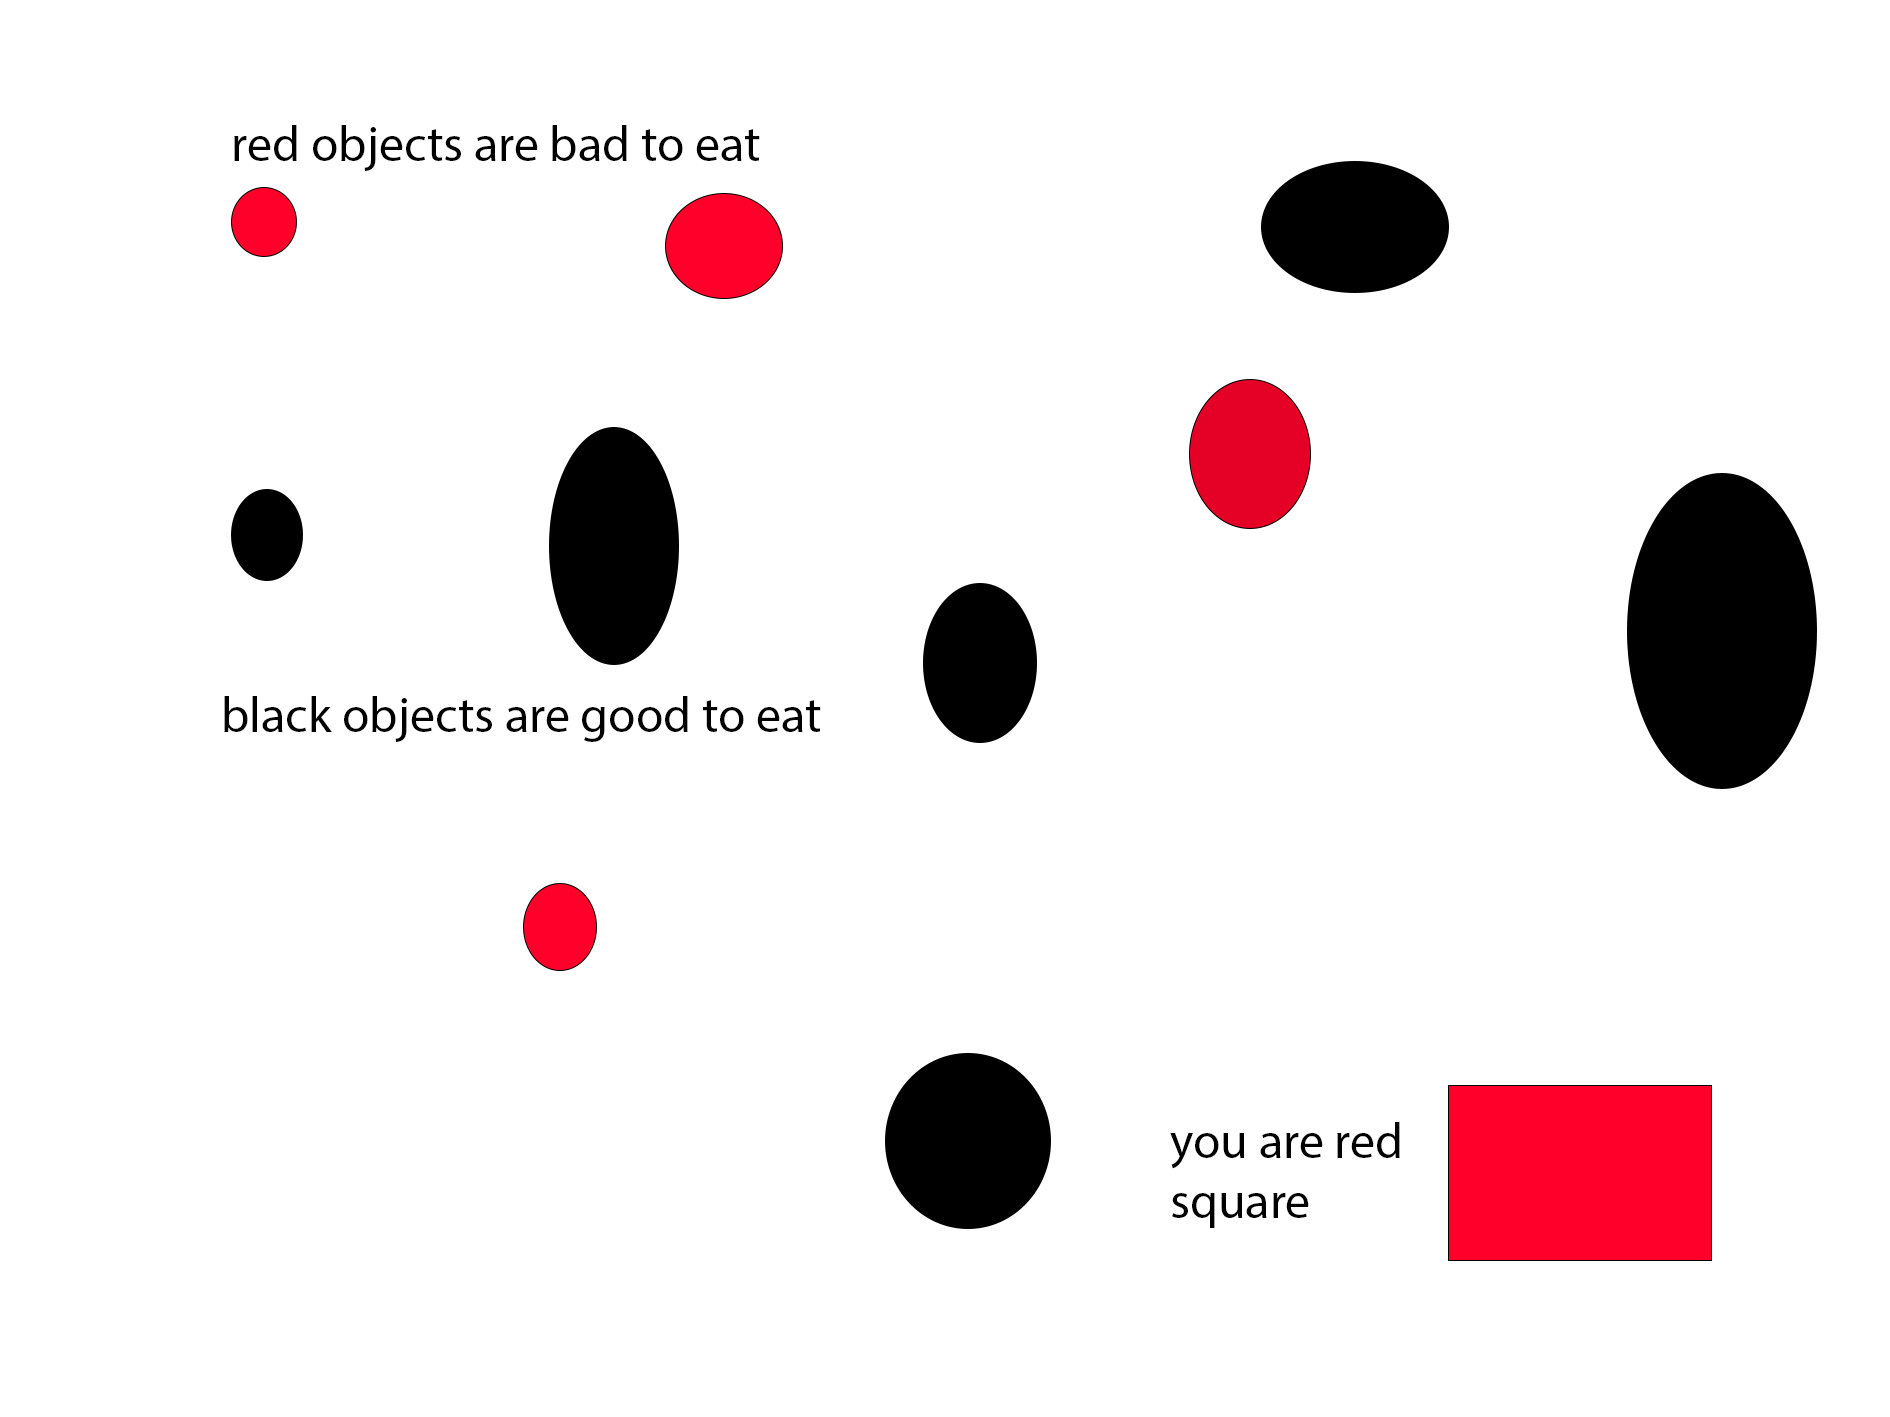 red objects are bad to eat
black objects are good to eat
you are red
square